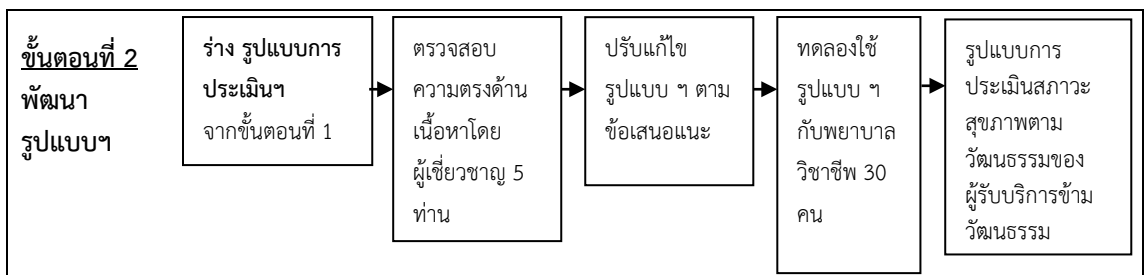 ขั้นตอนที่ 2
พัฒนา
รูปแบบฯ
ร่าง รูปแบบการ
ประเมินฯ
จากขั้นตอนที่ 1
ตรวจสอบ
ความตรงด้าน
เนื้อหาโดย
ผู้เชี่ยวชาญ 5
ท่าน
ปรับแก้ไข
รูปแบบ ฯ ตาม
ข้อเสนอแนะ
ทดลองใช้
รูปแบบ ฯ
กับพยาบาล
วิชาชีพ 30
คน
รูปแบบการ
ประเมินสภาวะ
สุขภาพตาม
วัฒนธรรมของ
ผู้รับบริการข้าม
วัฒนธรรม